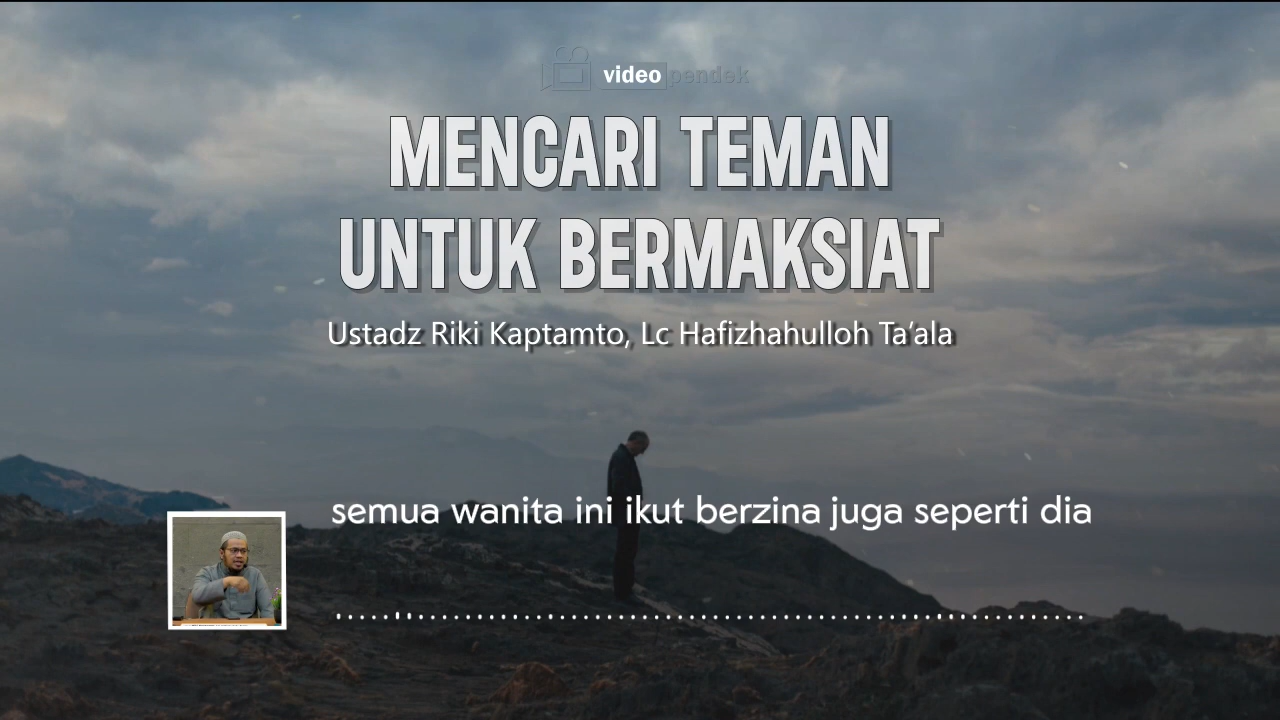 videopendek
MENCARI TEMAN
UNTUK BERMAKSIAT
Ustadz Riki Kaptamto, Lc Hafizhahulloh Ta’ala
semua wanita ini ikut berzina juga seperti dia